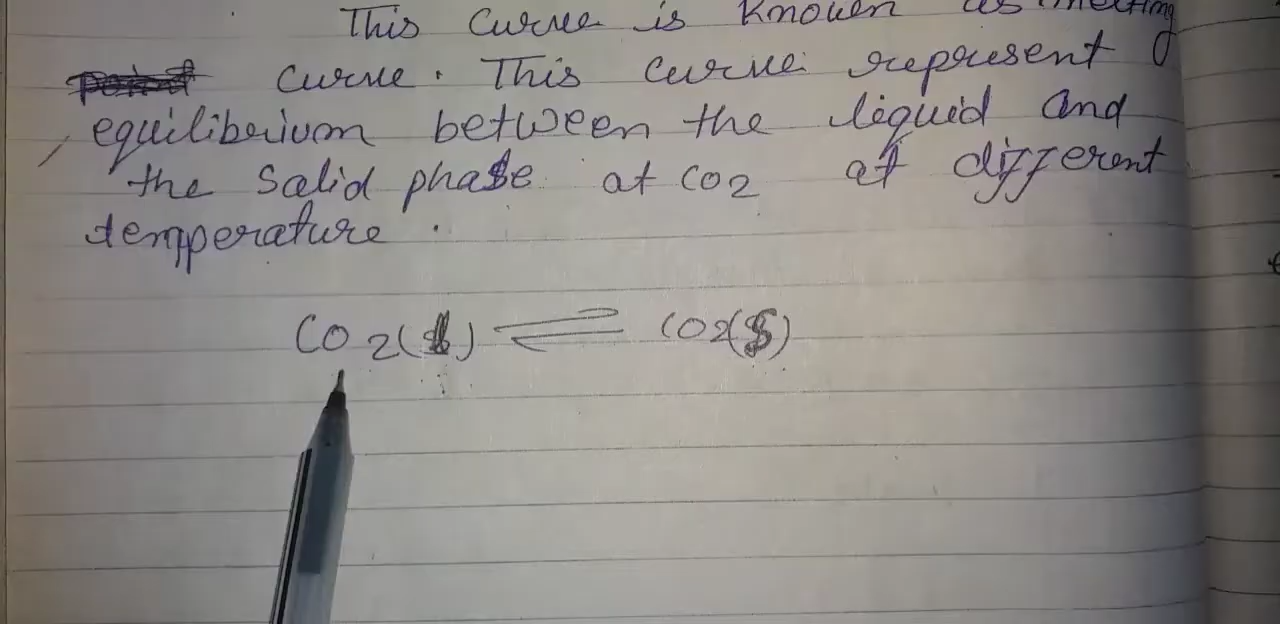 This Curve is Known as melting
curve. This curve represent
equiliberium between the liquid and
the Solid phase at CO2 at different
temperature.
CO2(l) ⇌ CO2(S)